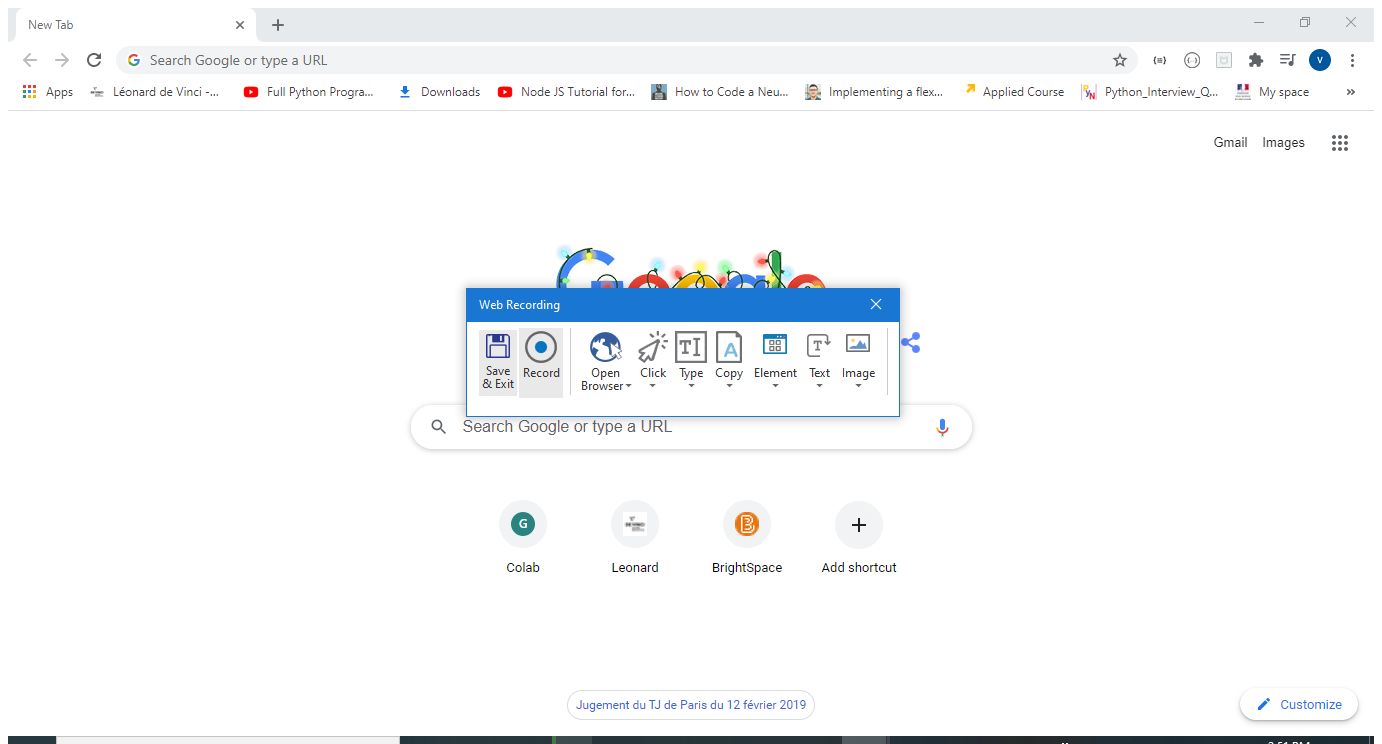 New Tab
Search Google or type a URL
V
Apps Léonard de Vinci -... Full Python Progra... Downloads Node JS Tutorial for... How to Code a Neu... Implementing a flex... Applied Course Python_Interview_Q... My space »
Gmail Images
Google
Web Recording
Save & Exit Record Open Browser Click Type Copy Element Text Image
Search Google or type a URL
G
Colab Leonard BrightSpace Add shortcut
Jugement du TJ de Paris du 12 février 2019
Customize